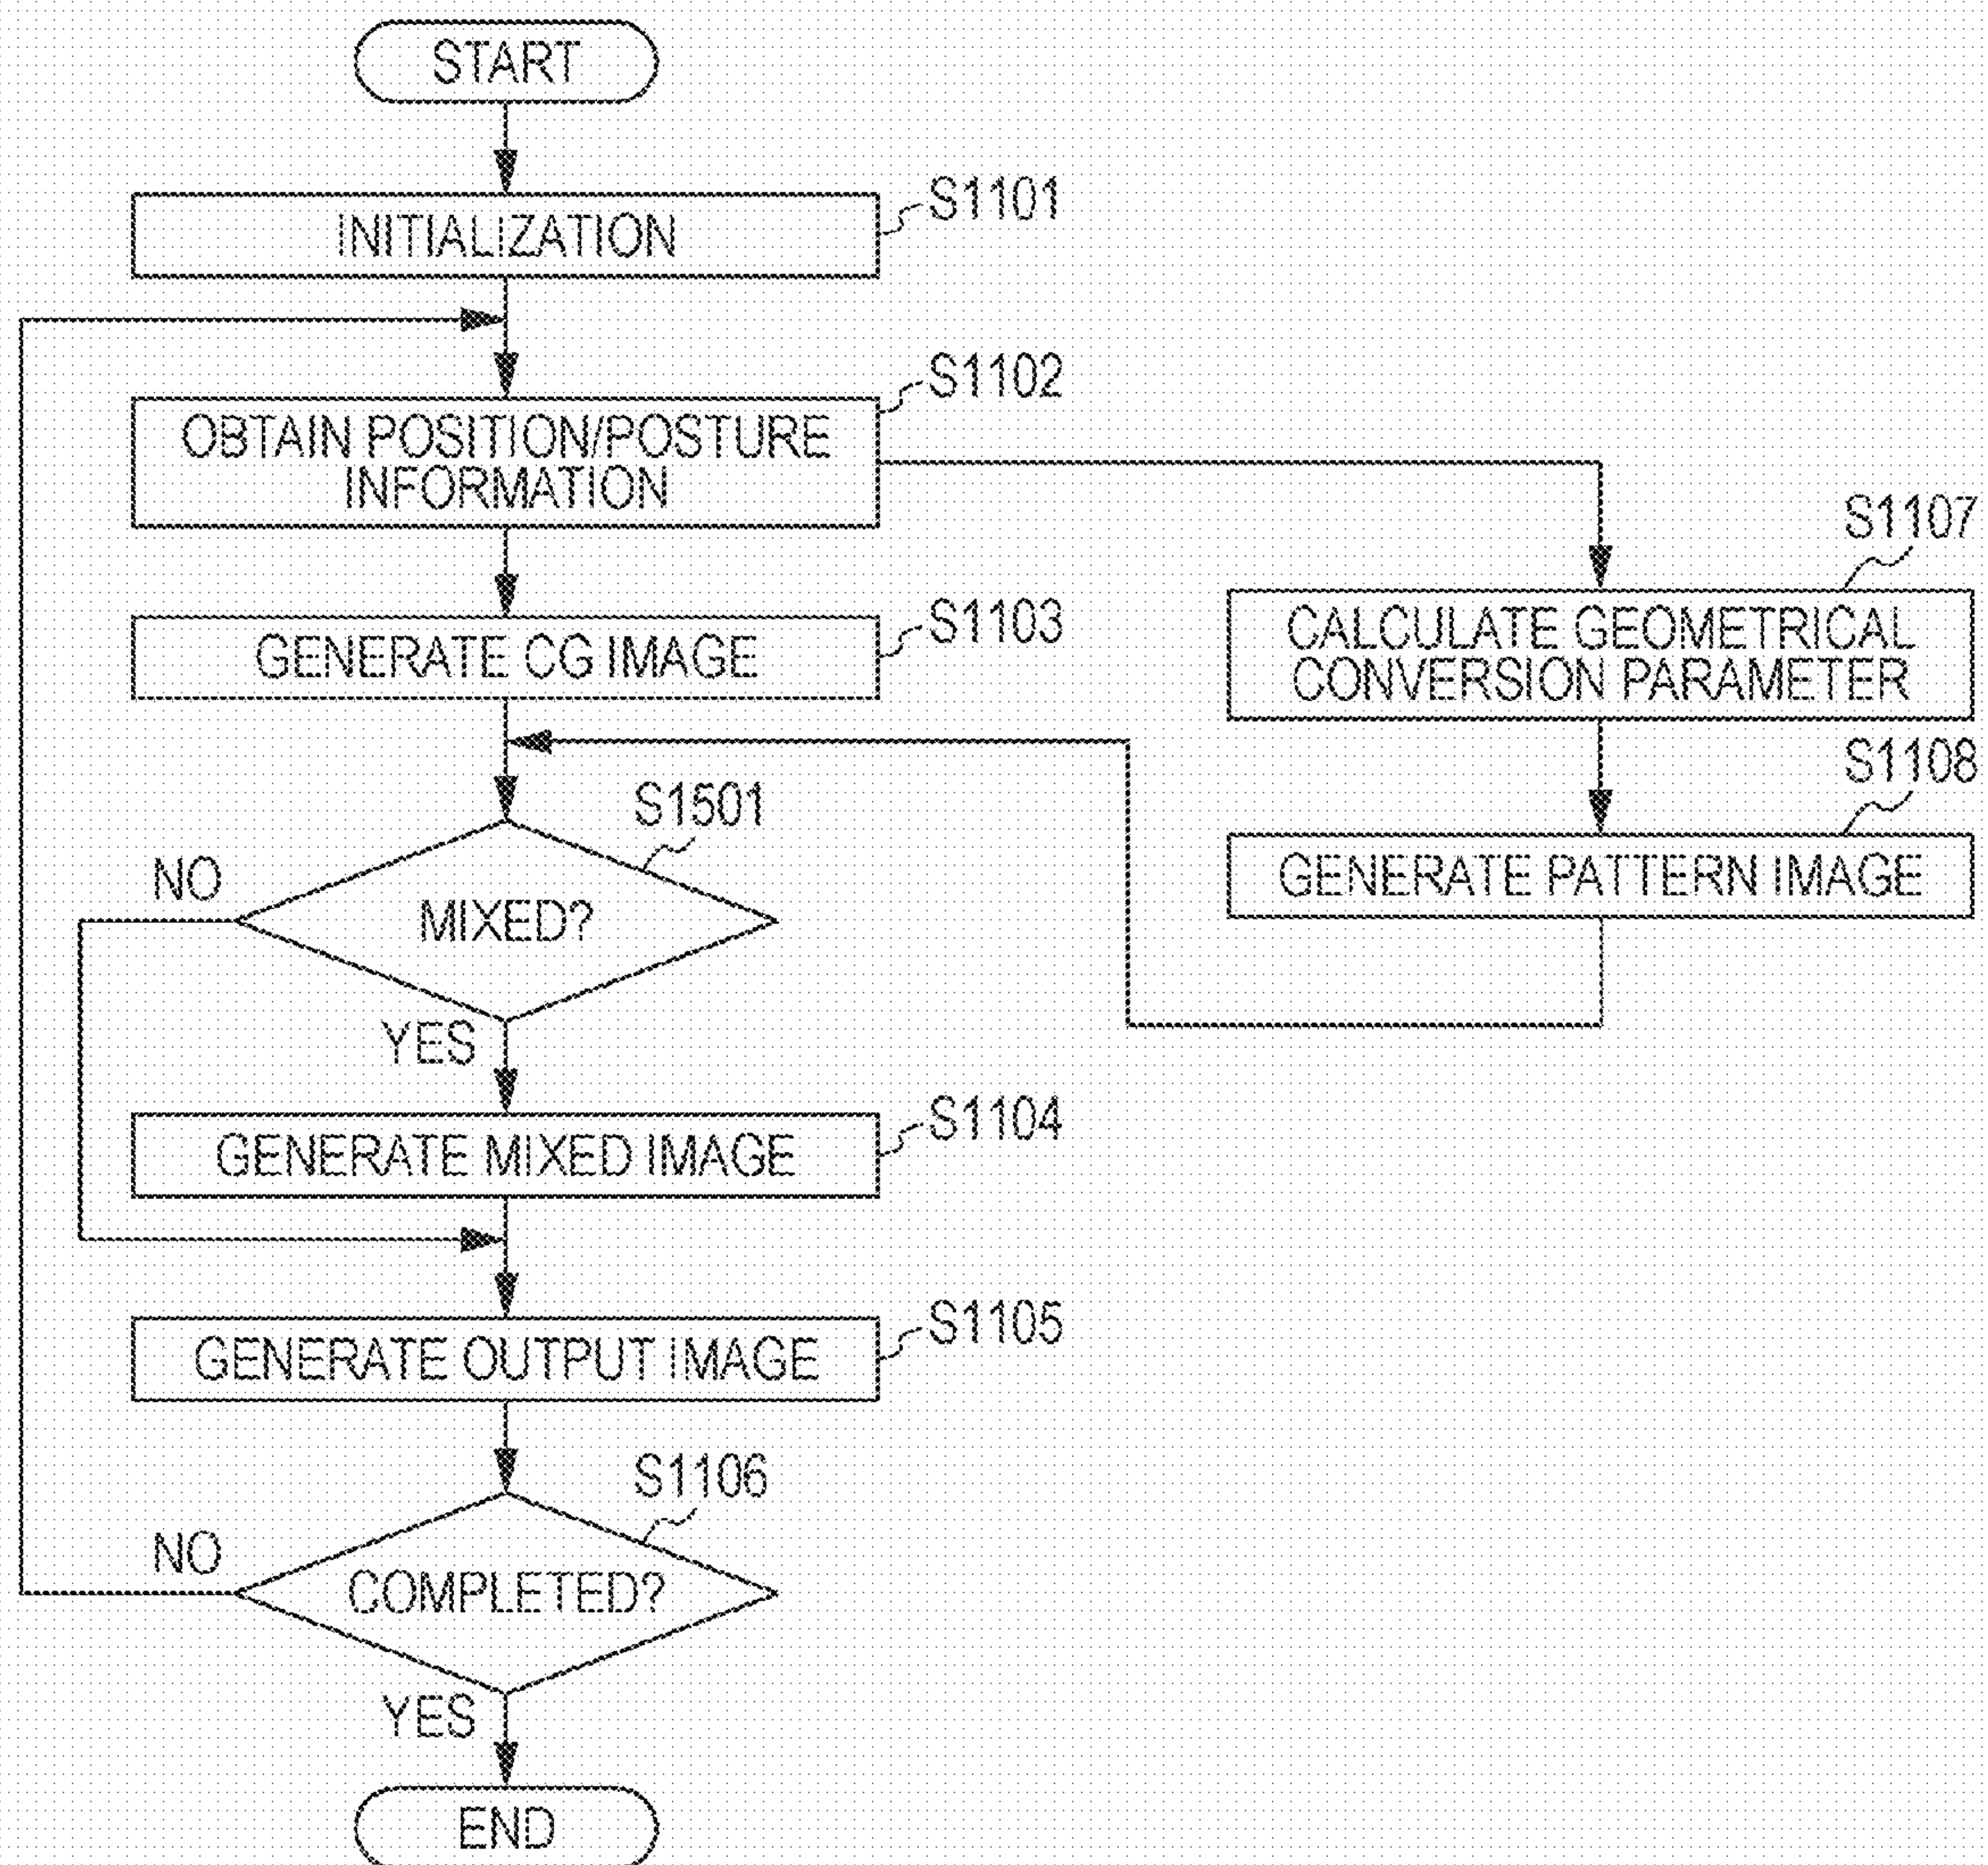 START
INITIALIZATION
S1101
OBTAIN POSITION/POSTURE
INFORMATION
S1102
GENERATE CG IMAGE
S1103
CALCULATE GEOMETRICAL
CONVERSION PARAMETER
S1107
GENERATE PATTERN IMAGE
S1108
MIXED?
S1501
NO
YES
GENERATE MIXED IMAGE
S1104
GENERATE OUTPUT IMAGE
S1105
COMPLETED?
S1106
NO
YES
END